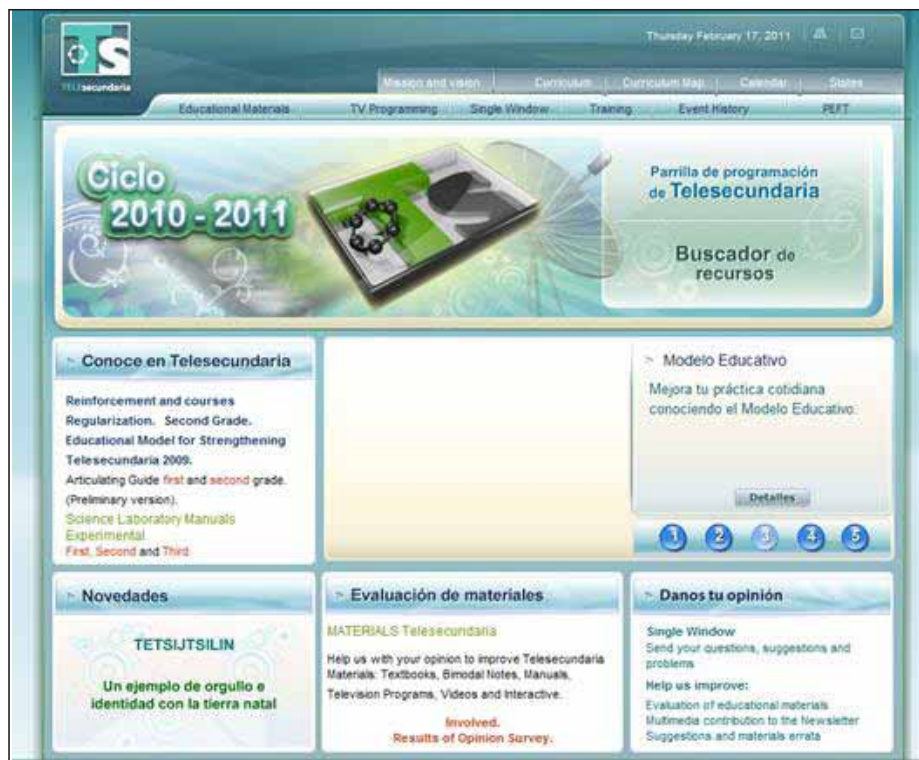 Thursday February 17, 2011
TS
TELEsecundaria
Mission and vision Curriculum Curriculum Map Calendar States
Educational Materials TV Programming Single Window Training Event History PEFT
Ciclo
2010 - 2011
Parrilla de programación
de Telesecundaria
Buscador de
recursos
Conoce en Telesecundaria
Reinforcement and courses
Regularization. Second Grade.
Educational Model for Strengthening
Telesecundaria 2009.
Articulating Guide first and second grade.
(Preliminary version).
Science Laboratory Manuals
Experimental
First, Second and Third
Modelo Educativo
Mejora tu práctica cotidiana
conociendo el Modelo Educativo.
Detalles
1 2 3 4 5
Novedades
TETSIJTSILIN
Un ejemplo de orgullo e
identidad con la tierra natal
Evaluación de materiales
MATERIALS Telesecundaria
Help us with your opinion to improve Telesecundaria
Materials: Textbooks, Bimodal Notes, Manuals,
Television Programs, Videos and Interactive.
Involved.
Results of Opinion Survey.
Danos tu opinión
Single Window
Send your questions, suggestions and
problems
Help us improve:
Evaluation of educational materials
Multimedia contribution to the Newsletter
Suggestions and materials errata